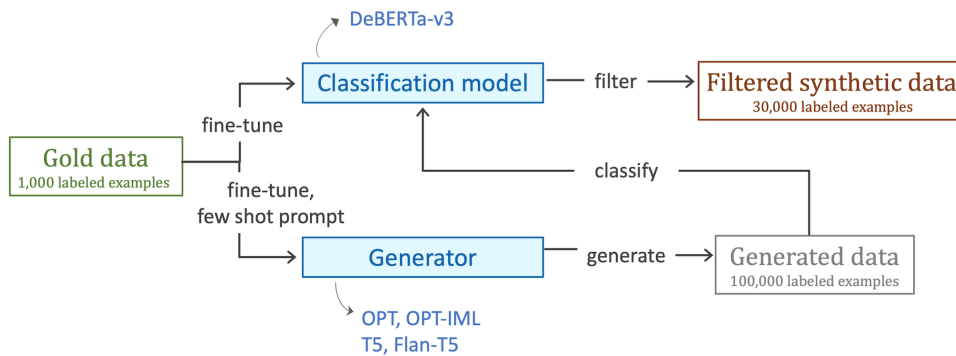 DeBERTa-v3
Classification model
filter
Filtered synthetic data
30,000 labeled examples
fine-tune
Gold data
1,000 labeled examples
classify
fine-tune,
few shot prompt
Generator
generate
Generated data
100,000 labeled examples
OPT, OPT-IML
T5, Flan-T5